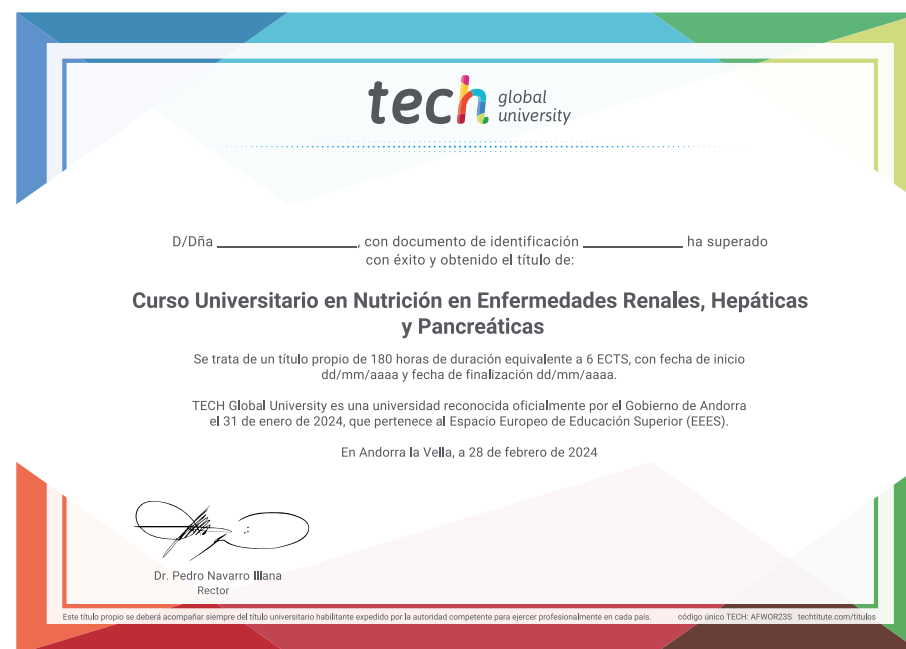 tech global university
D/Dña ________________, con documento de identificación ____________ ha superado
con éxito y obtenido el título de:
Curso Universitario en Nutrición en Enfermedades Renales, Hepáticas
y Pancreáticas
Se trata de un título propio de 180 horas de duración equivalente a 6 ECTS, con fecha de inicio
dd/mm/aaaa y fecha de finalización dd/mm/aaaa.
TECH Global University es una universidad reconocida oficialmente por el Gobierno de Andorra
el 31 de enero de 2024, que pertenece al Espacio Europeo de Educación Superior (EEES).
En Andorra la Vella, a 28 de febrero de 2024
Dr. Pedro Navarro Illana
Rector
Este título propio se deberá acompañar siempre del título universitario habilitante expedido por la autoridad competente para ejercer profesionalmente en cada país. código único TECH: AFWOR23S techtitute.com/titulos